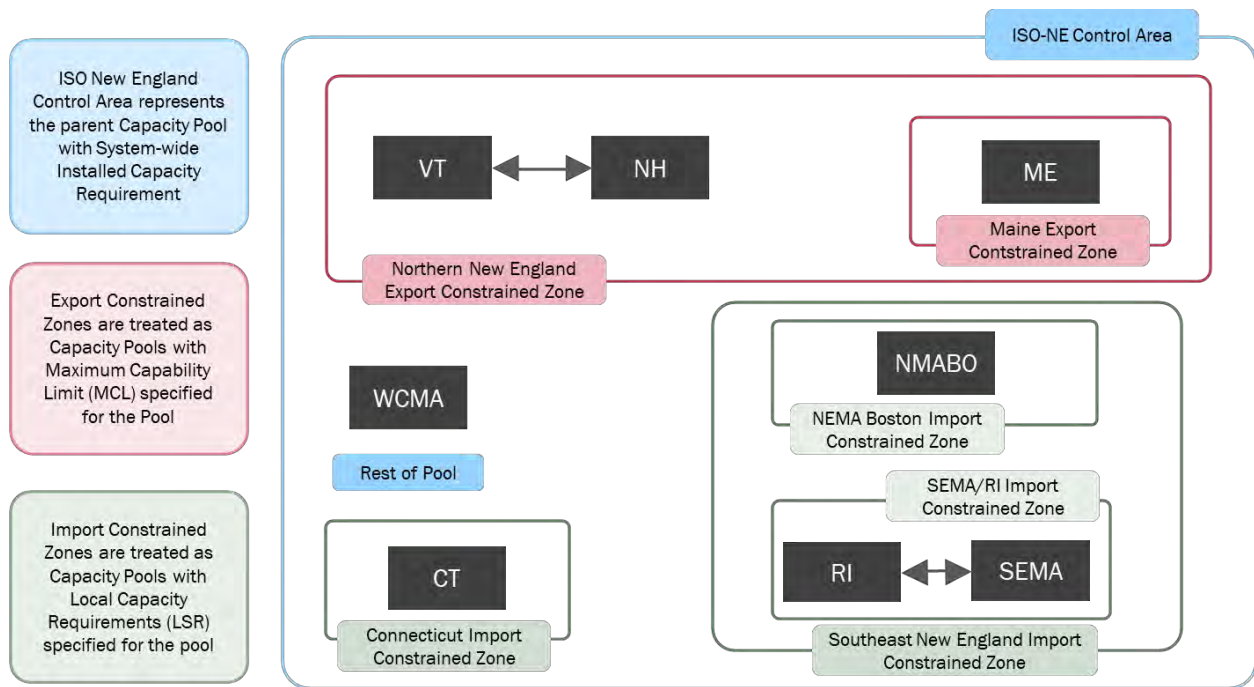 ISO New England
Control Area represents
the parent Capacity Pool
with System-wide
Installed Capacity
Requirement
Export Constrained
Zones are treated as
Capacity Pools with
Maximum Capability
Limit (MCL) specified
for the Pool
Import Constrained
Zones are treated as
Capacity Pools with
Local Capacity
Requirements (LSR)
specified for the pool
ISO-NE Control Area
VT
NH
ME
Maine Export
Contstrained Zone
Northern New England
Export Constrained Zone
WCMA
Rest of Pool
NMABO
NEMA Boston Import
Constrained Zone
SEMA/RI Import
Constrained Zone
RI
SEMA
Southeast New England Import
Constrained Zone
CT
Connecticut Import
Constrained Zone